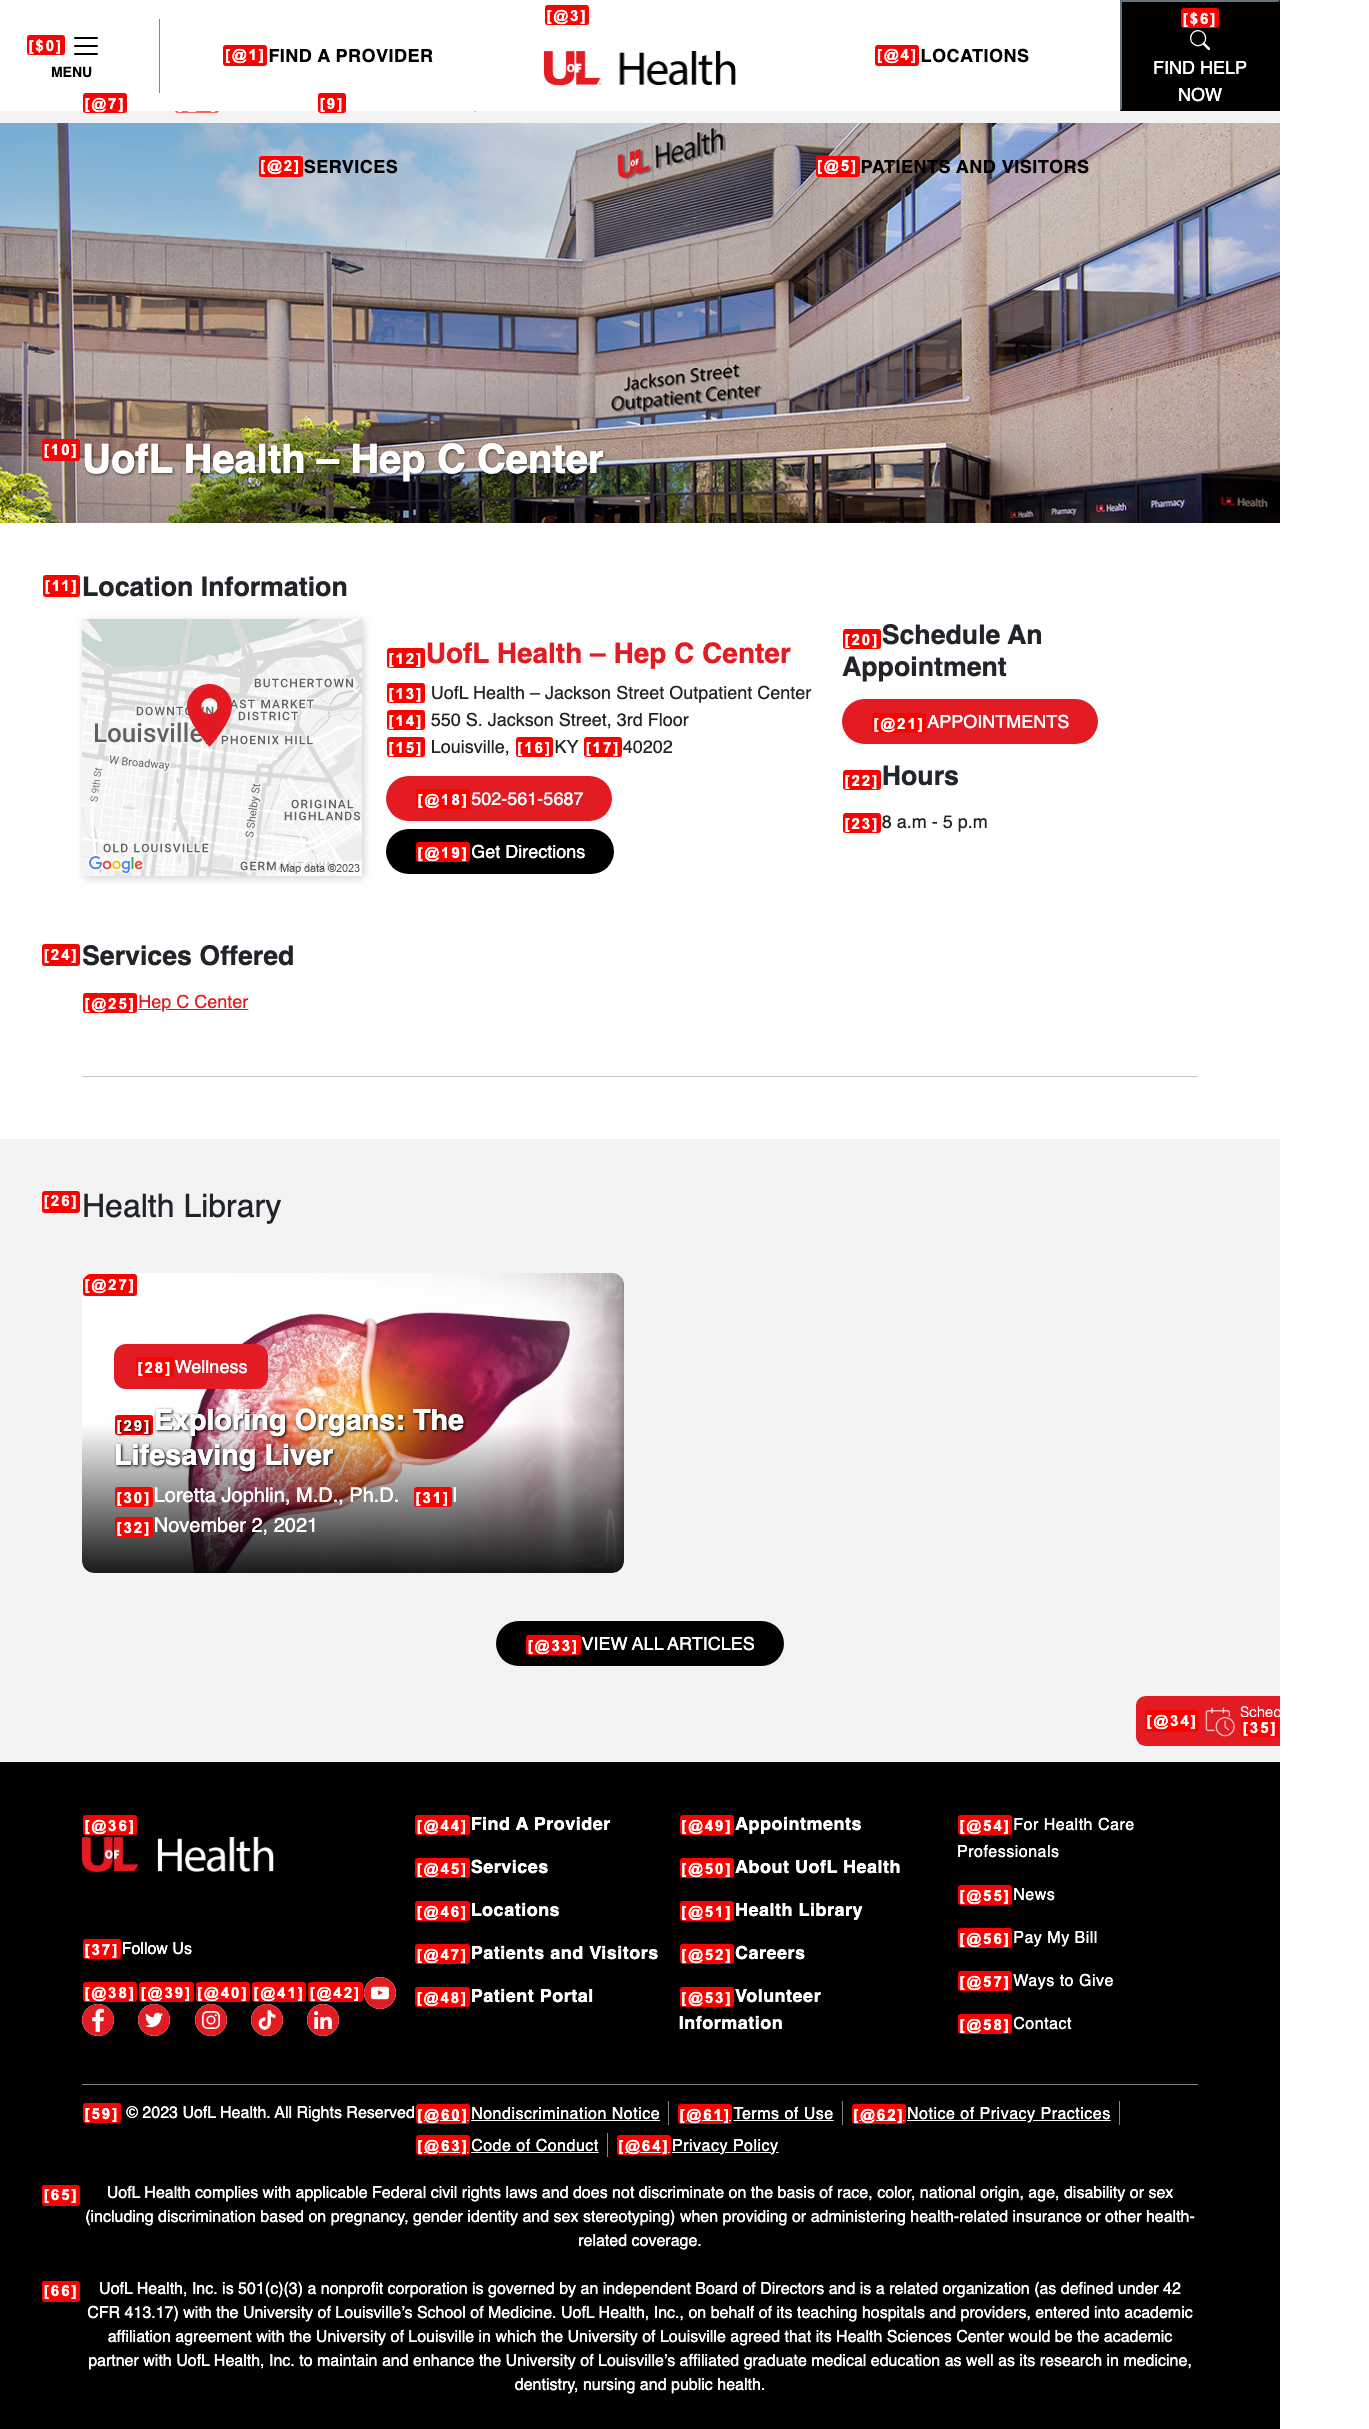 [$0]
MENU
[@1] FIND A PROVIDER
[@3]
UofL Health
[@4] LOCATIONS
[$6]
FIND HELP
NOW
[@7]
[9]
[@2] SERVICES
[@5] PATIENTS AND VISITORS
UofL Health
Jackson Street
Outpatient Center
[10] UofL Health – Hep C Center
Health
Pharmacy
UofL Health
Pharmacy
UofL Health
[11] Location Information
BUTCHERTOWN
DOWNTOWN
EAST MARKET
DISTRICT
Louisville
PHOENIX HILL
W Broadway
S 9th St
S Shelby St
ORIGINAL
HIGHLANDS
OLD LOUISVILLE
Google
GERM
Map data ©2023
[12] UofL Health – Hep C Center
[13] UofL Health – Jackson Street Outpatient Center
[14] 550 S. Jackson Street, 3rd Floor
[15] Louisville, [16] KY [17] 40202
[@18] 502-561-5687
[@19] Get Directions
[20] Schedule An
Appointment
[@21] APPOINTMENTS
[22] Hours
[23] 8 a.m - 5 p.m
[24] Services Offered
[@25] Hep C Center
[26] Health Library
[@27]
[28] Wellness
[29] Exploring Organs: The
Lifesaving Liver
[30] Loretta Jophlin, M.D., Ph.D. [31] |
[32] November 2, 2021
[@33] VIEW ALL ARTICLES
[@34] Sched
[35]
[@36]
UofL Health
[37] Follow Us
[@38] [@39] [@40] [@41] [@42]
[@44] Find A Provider
[@45] Services
[@46] Locations
[@47] Patients and Visitors
[@48] Patient Portal
[@49] Appointments
[@50] About UofL Health
[@51] Health Library
[@52] Careers
[@53] Volunteer
Information
[@54] For Health Care
Professionals
[@55] News
[@56] Pay My Bill
[@57] Ways to Give
[@58] Contact
[59] © 2023 UofL Health. All Rights Reserved
[@60] Nondiscrimination Notice | [@61] Terms of Use | [@62] Notice of Privacy Practices |
[@63] Code of Conduct | [@64] Privacy Policy
[65] UofL Health complies with applicable Federal civil rights laws and does not discriminate on the basis of race, color, national origin, age, disability or sex
(including discrimination based on pregnancy, gender identity and sex stereotyping) when providing or administering health-related insurance or other health-
related coverage.
[66] UofL Health, Inc. is 501(c)(3) a nonprofit corporation is governed by an independent Board of Directors and is a related organization (as defined under 42
CFR 413.17) with the University of Louisville’s School of Medicine. UofL Health, Inc., on behalf of its teaching hospitals and providers, entered into academic
affiliation agreement with the University of Louisville in which the University of Louisville agreed that its Health Sciences Center would be the academic
partner with UofL Health, Inc. to maintain and enhance the University of Louisville’s affiliated graduate medical education as well as its research in medicine,
dentistry, nursing and public health.